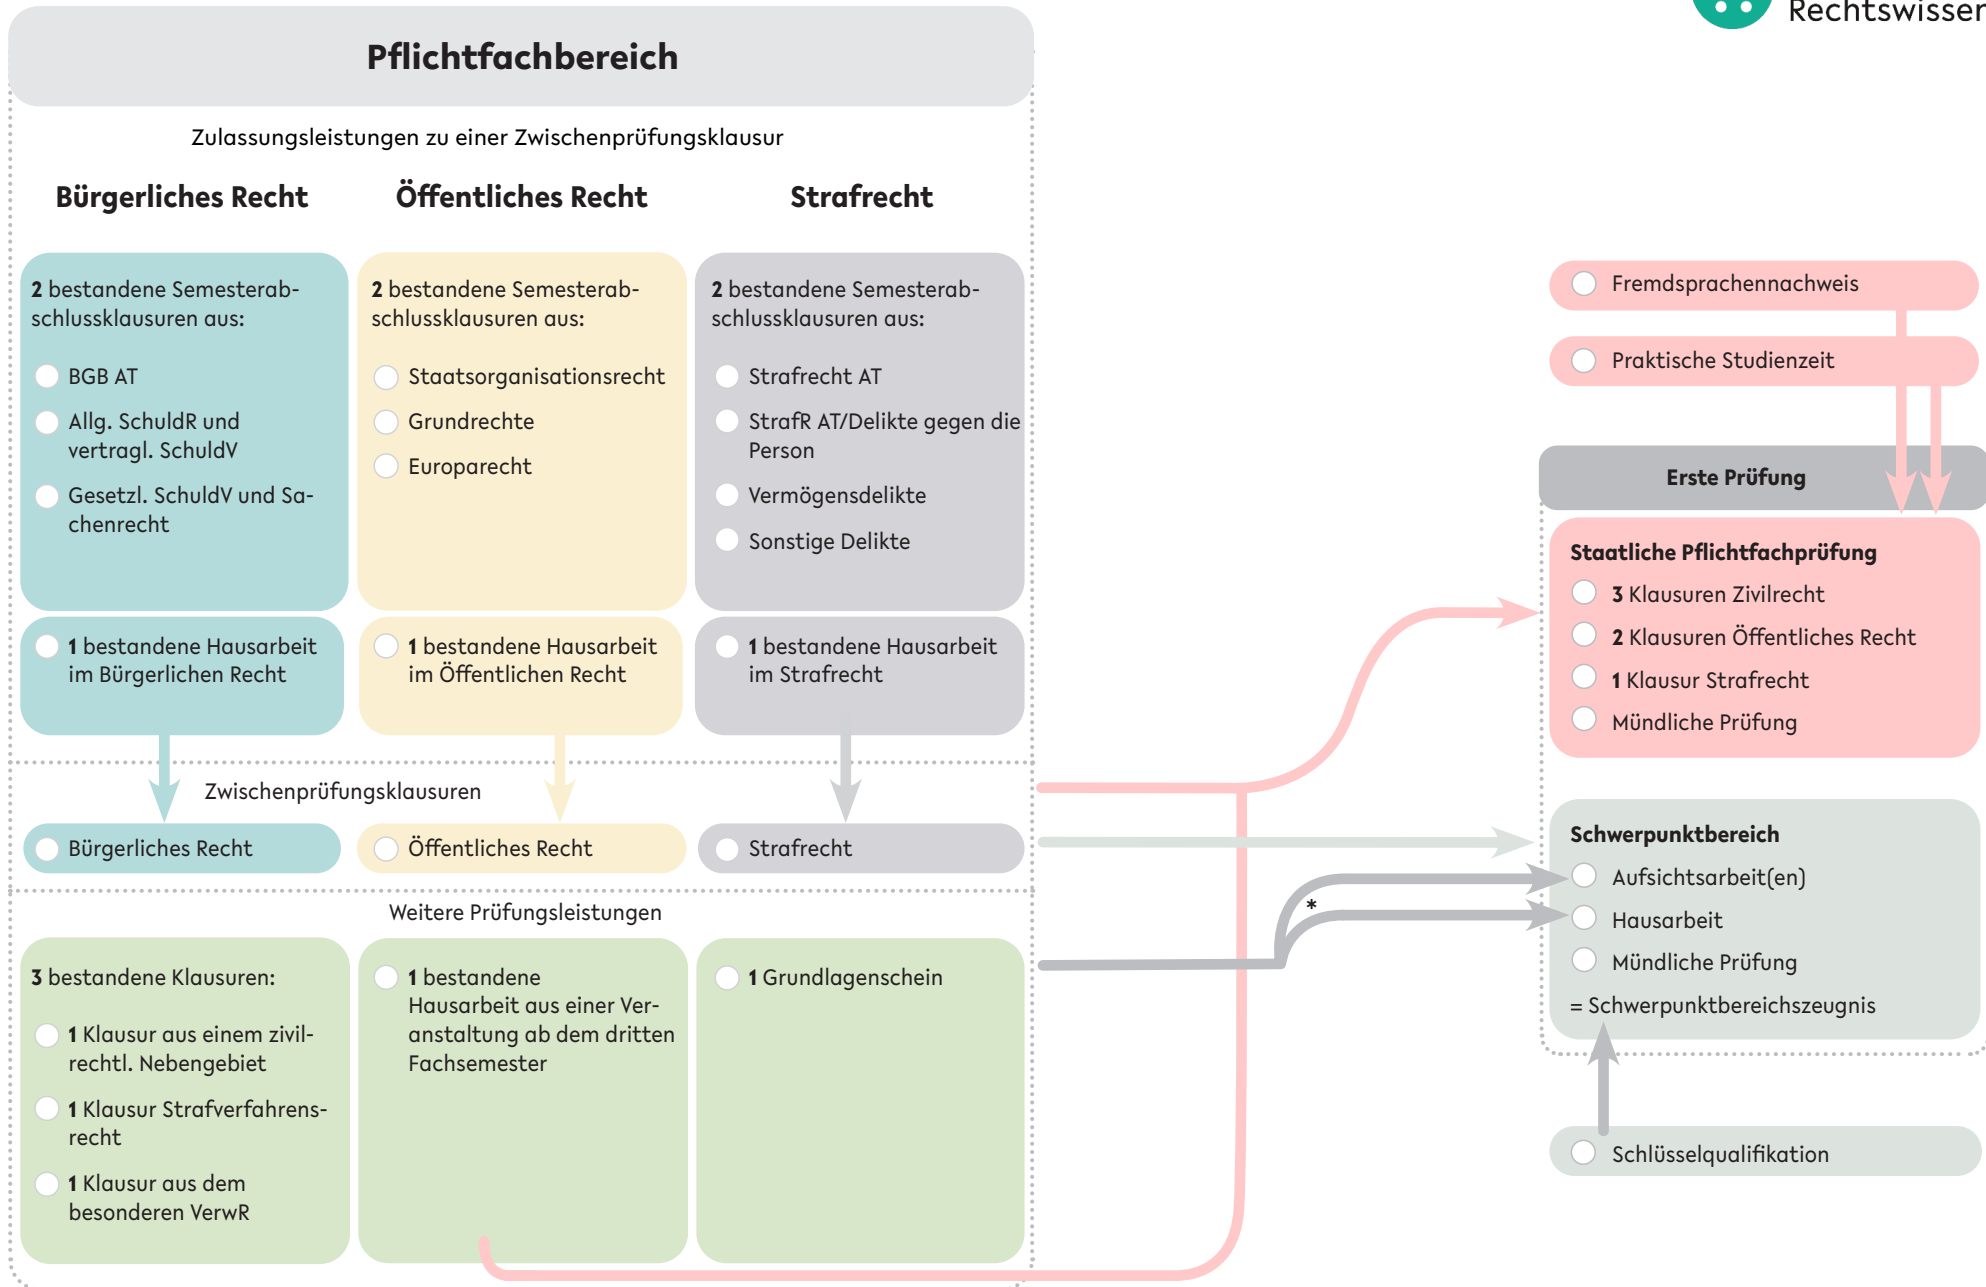 Rechtswissen
Pflichtfachbereich
Zulassungsleistungen zu einer Zwischenprüfungsklausur
Bürgerliches Recht
2 bestandene Semesterab-
schlussklausuren aus:
BGB AT
Allg. SchuldR und
vertragl. SchuldV
Gesetzl. SchuldV und Sa-
chenrecht
1 bestandene Hausarbeit
im Bürgerlichen Recht
Öffentliches Recht
2 bestandene Semesterab-
schlussklausuren aus:
Staatsorganisationsrecht
Grundrechte
Europarecht
1 bestandene Hausarbeit
im Öffentlichen Recht
Strafrecht
2 bestandene Semesterab-
schlussklausuren aus:
Strafrecht AT
StrafR AT/Delikte gegen die
Person
Vermögensdelikte
Sonstige Delikte
1 bestandene Hausarbeit
im Strafrecht
Zwischenprüfungsklausuren
Bürgerliches Recht
Öffentliches Recht
Strafrecht
Weitere Prüfungsleistungen
3 bestandene Klausuren:
1 Klausur aus einem zivil-
rechtl. Nebengebiet
1 Klausur Strafverfahrens-
recht
1 Klausur aus dem
besonderen VerwR
1 bestandene
Hausarbeit aus einer Ver-
anstaltung ab dem dritten
Fachsemester
1 Grundlagenschein
*
Fremdsprachennachweis
Praktische Studienzeit
Erste Prüfung
Staatliche Pflichtfachprüfung
3 Klausuren Zivilrecht
2 Klausuren Öffentliches Recht
1 Klausur Strafrecht
Mündliche Prüfung
Schwerpunktbereich
Aufsichtsarbeit(en)
Hausarbeit
Mündliche Prüfung
= Schwerpunktbereichszeugnis
Schlüsselqualifikation